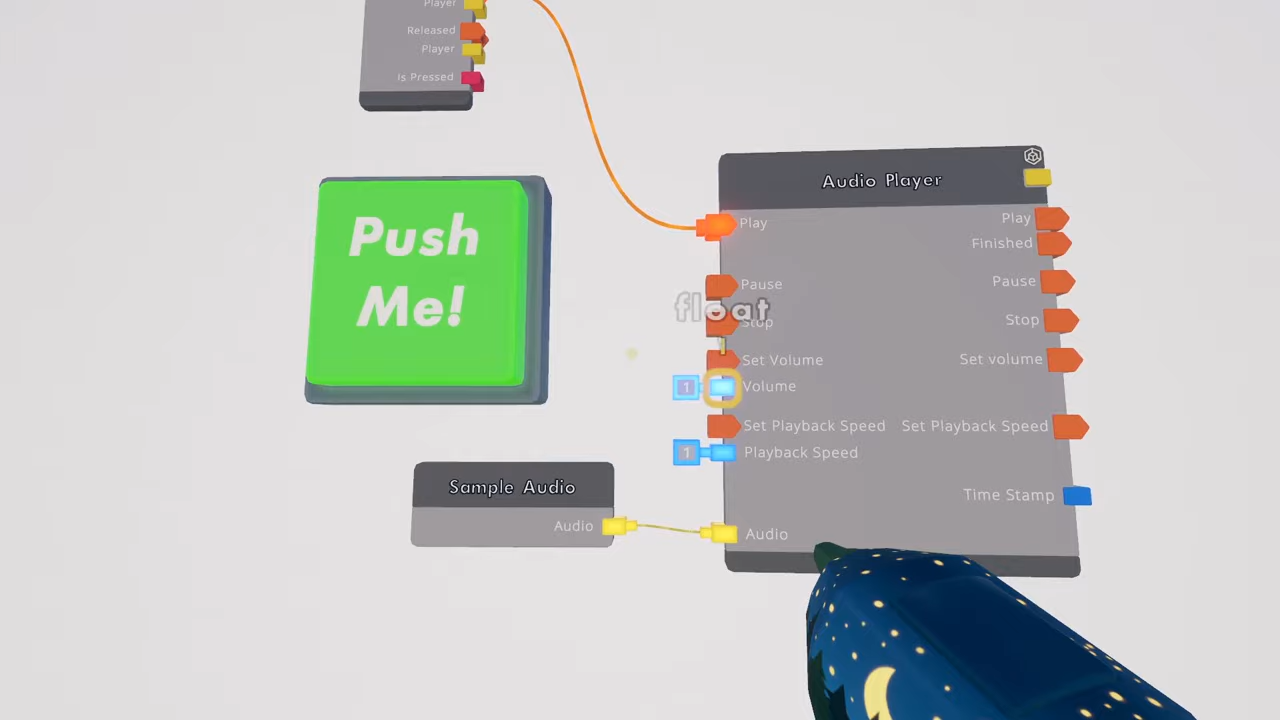 Player
Released
Player
Is Pressed
Push
Me!
Sample Audio
Audio
Audio Player
Play
Pause
float
Stop
Set Volume
1
Volume
Set Playback Speed
1
Playback Speed
Audio
Play
Finished
Pause
Stop
Set volume
Set Playback Speed
Time Stamp